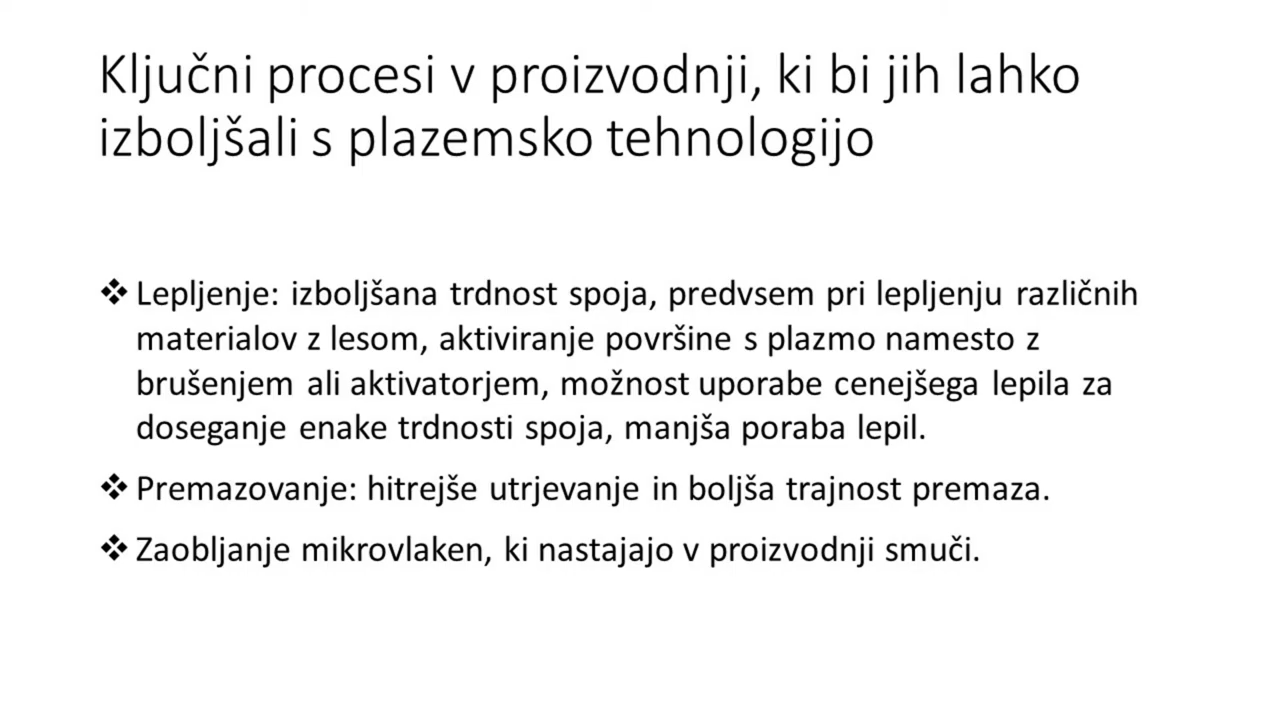 Ključni procesi v proizvodnji, ki bi jih lahko
izboljšali s plazemsko tehnologijo
❖ Lepljenje: izboljšana trdnost spoja, predvsem pri lepljenju različnih
materialov z lesom, aktiviranje površine s plazmo namesto z
brušenjem ali aktivatorjem, možnost uporabe cenejšega lepila za
doseganje enake trdnosti spoja, manjša poraba lepil.
❖ Premazovanje: hitrejše utrjevanje in boljša trajnost premaza.
❖ Zaobljanje mikrovlaken, ki nastajajo v proizvodnji smuči.